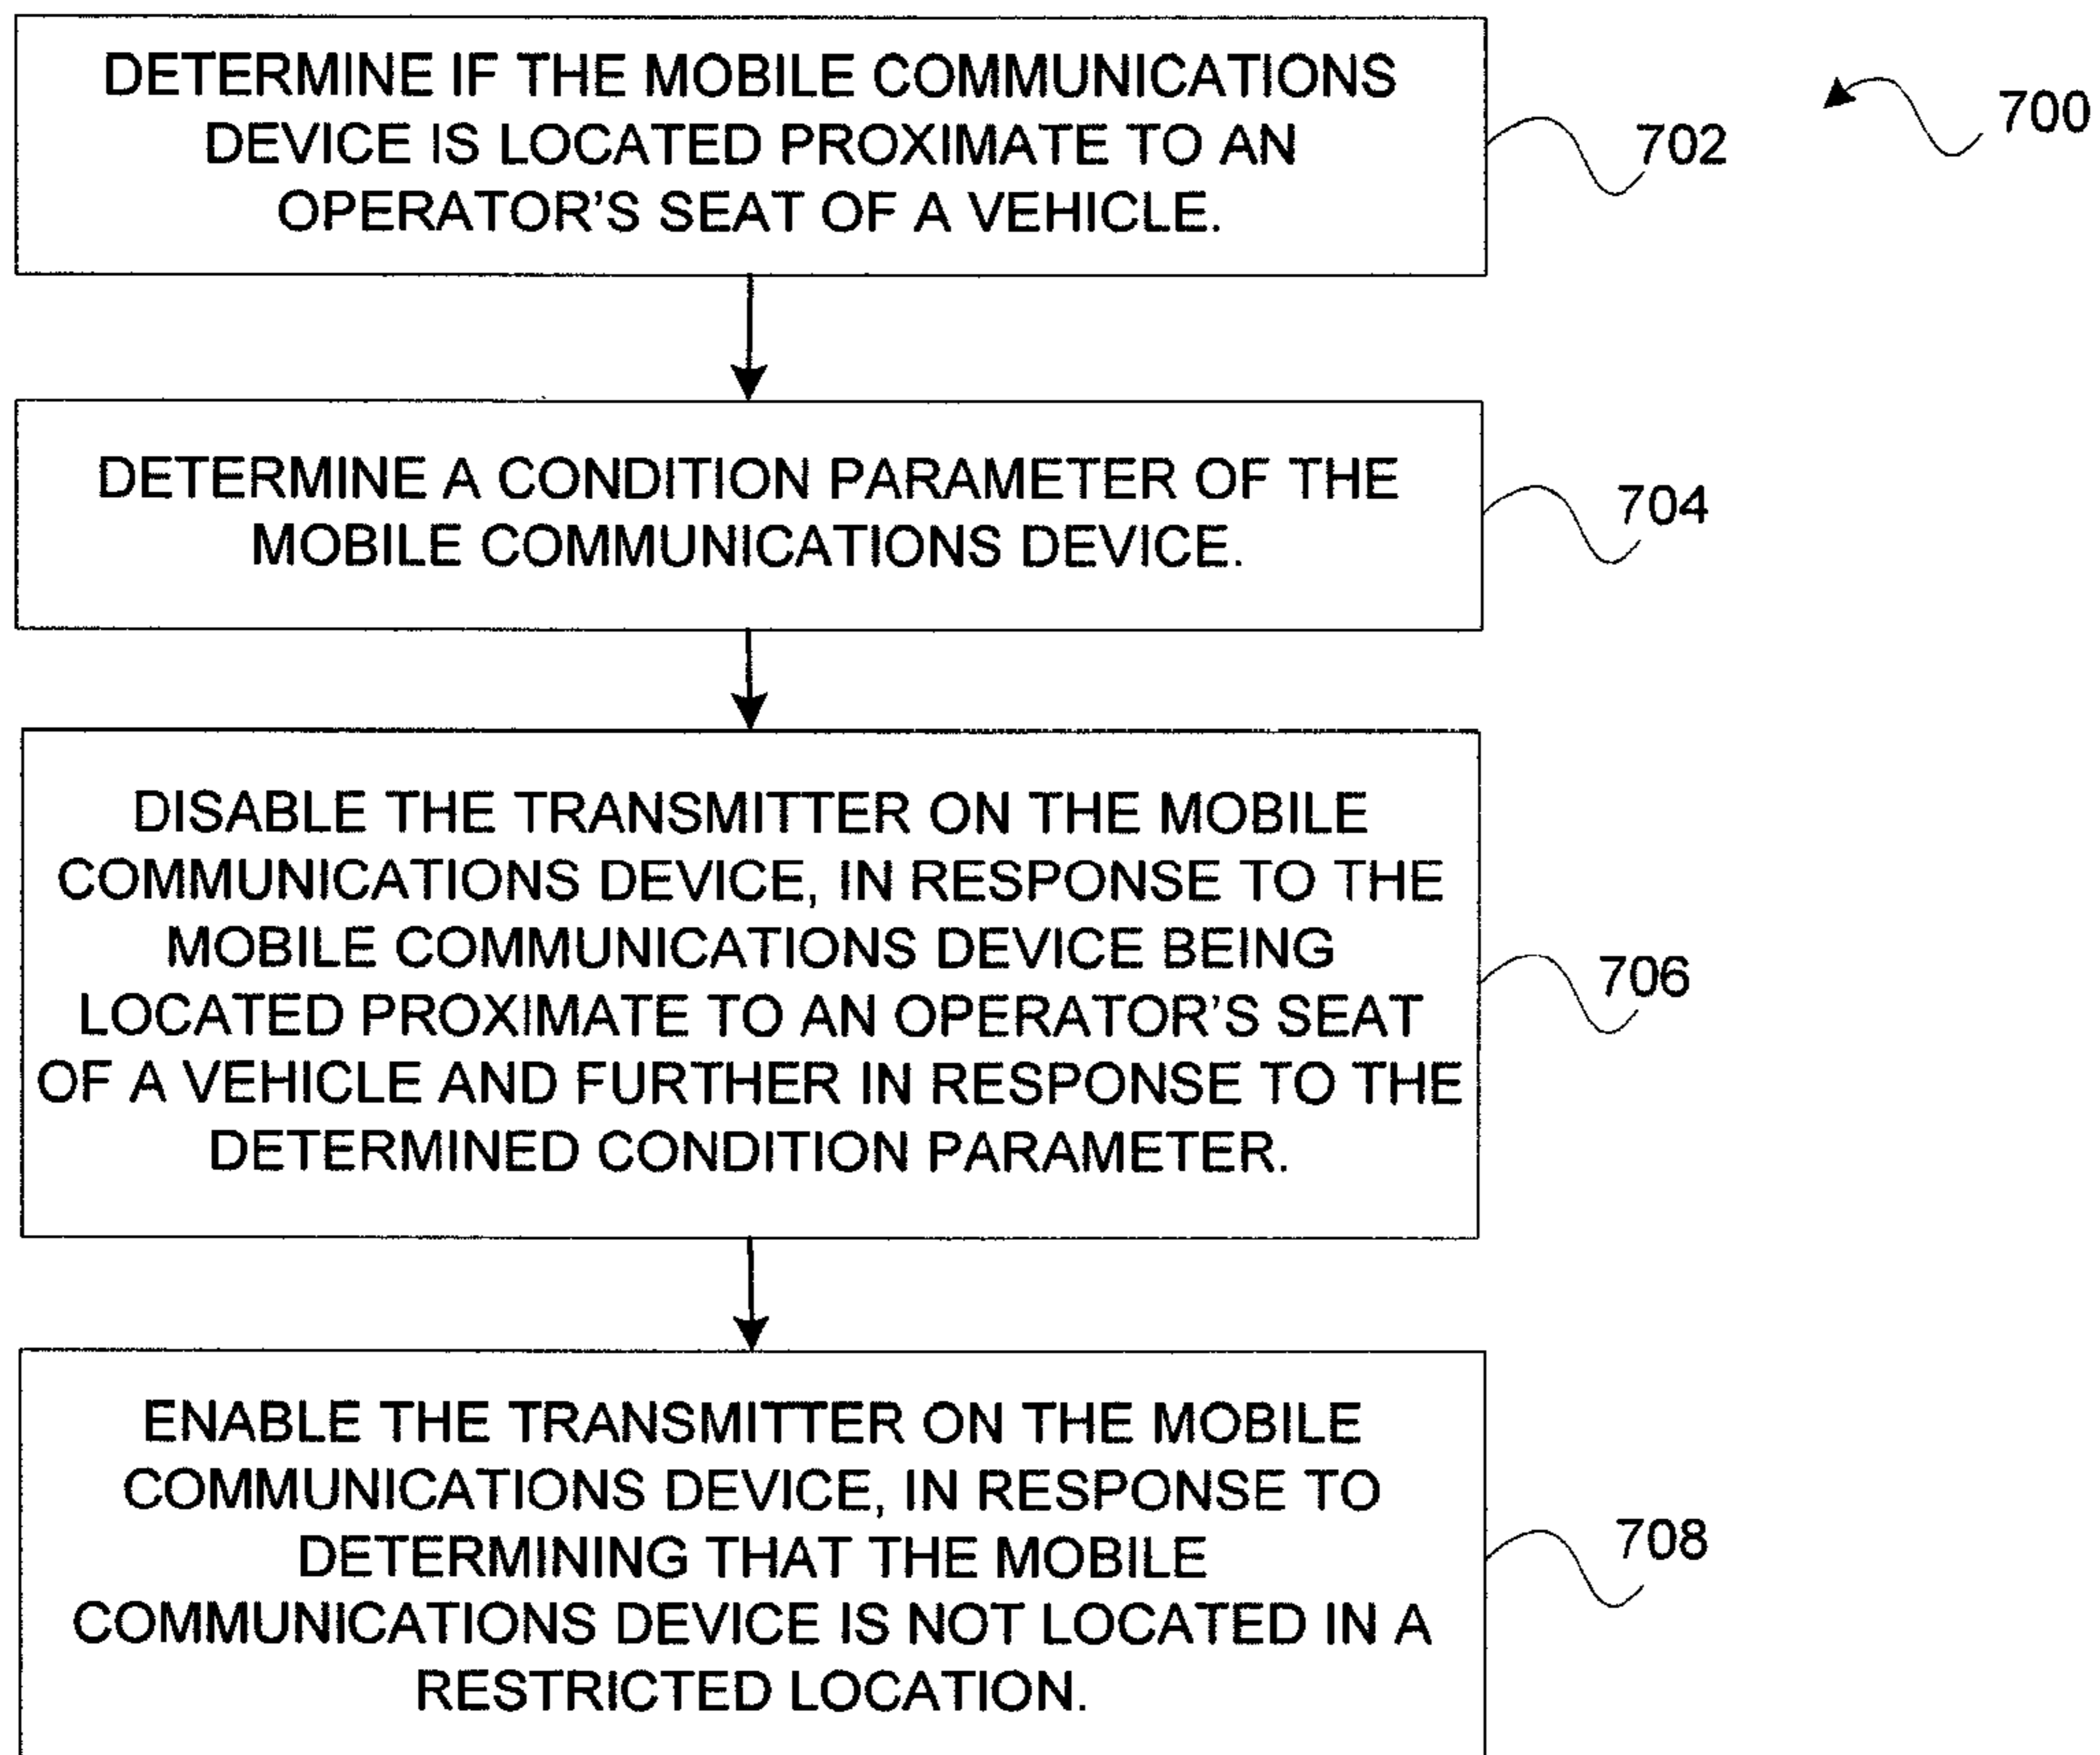 DETERMINE IF THE MOBILE COMMUNICATIONS
DEVICE IS LOCATED PROXIMATE TO AN
OPERATOR'S SEAT OF A VEHICLE.
702
700
DETERMINE A CONDITION PARAMETER OF THE
MOBILE COMMUNICATIONS DEVICE.
704
DISABLE THE TRANSMITTER ON THE MOBILE
COMMUNICATIONS DEVICE, IN RESPONSE TO THE
MOBILE COMMUNICATIONS DEVICE BEING
LOCATED PROXIMATE TO AN OPERATOR'S SEAT
OF A VEHICLE AND FURTHER IN RESPONSE TO THE
DETERMINED CONDITION PARAMETER.
706
ENABLE THE TRANSMITTER ON THE MOBILE
COMMUNICATIONS DEVICE, IN RESPONSE TO
DETERMINING THAT THE MOBILE
COMMUNICATIONS DEVICE IS NOT LOCATED IN A
RESTRICTED LOCATION.
708